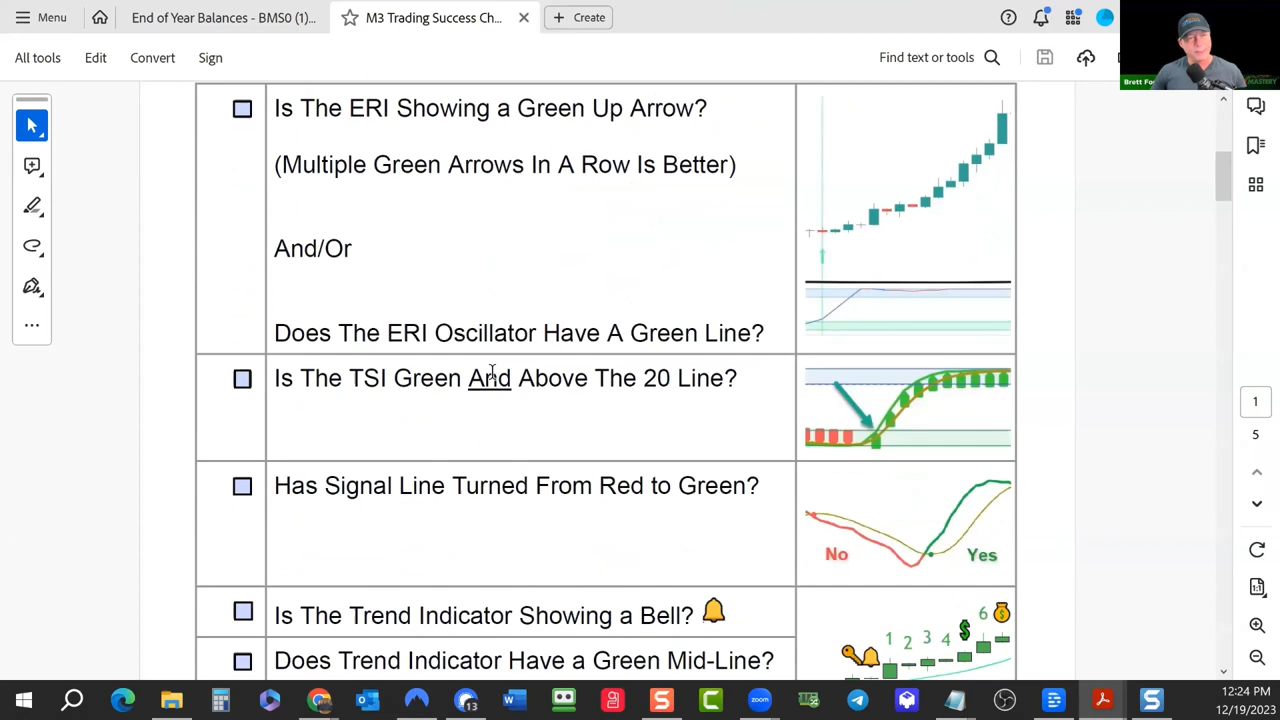 Menu
End of Year Balances - BMS0 (1)...
M3 Trading Success Ch...
Create
All tools
Edit
Convert
Sign
Find text or tools
Is The ERI Showing a Green Up Arrow?
(Multiple Green Arrows In A Row Is Better)
And/Or
Does The ERI Oscillator Have A Green Line?
Is The TSI Green And Above The 20 Line?
Has Signal Line Turned From Red to Green?
No
Yes
Is The Trend Indicator Showing a Bell?
1 2 3 4 $ 6
Does Trend Indicator Have a Green Mid-Line?
1
5
13
12:24 PM
12/19/2023